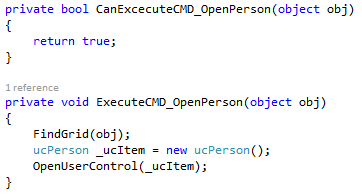 private bool CanExcecuteCMD_OpenPerson(object obj)
{
    return true;
}
1 reference
private void ExecuteCMD_OpenPerson(object obj)
{
    FindGrid(obj);
    ucPerson _ucItem = new ucPerson();
    OpenUserControl(_ucItem);
}